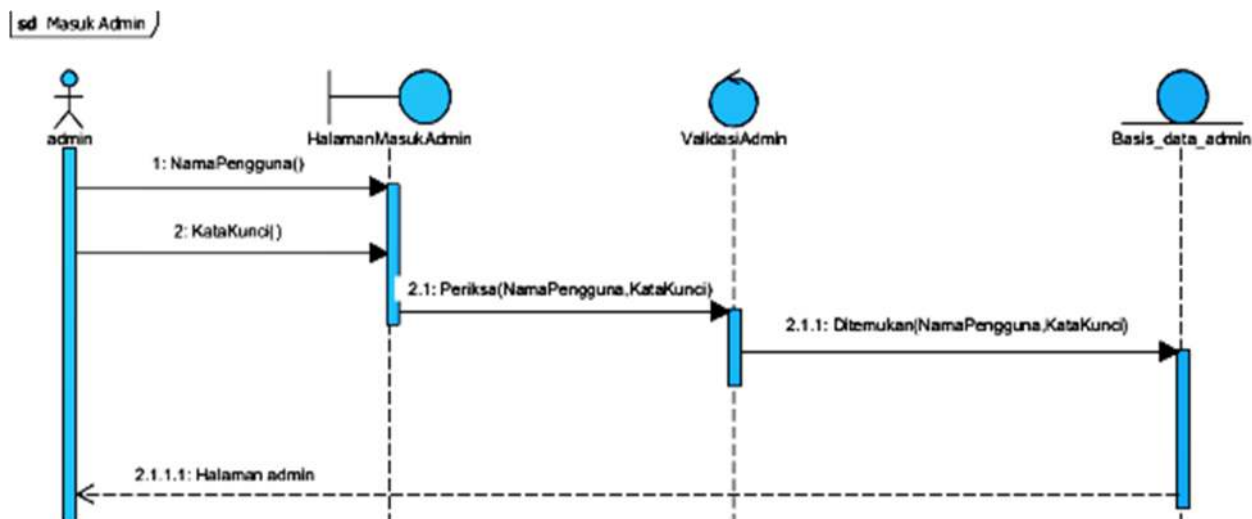 sd Masuk Admin
admin
HalamanMasukAdmin
ValidasiAdmin
Basis_data_admin
1: NamaPengguna()
2: KataKunci()
2.1: Periksa(NamaPengguna,KataKunci)
2.1.1: Ditemukan(NamaPengguna,KataKunci)
2.1.1.1: Halaman admin